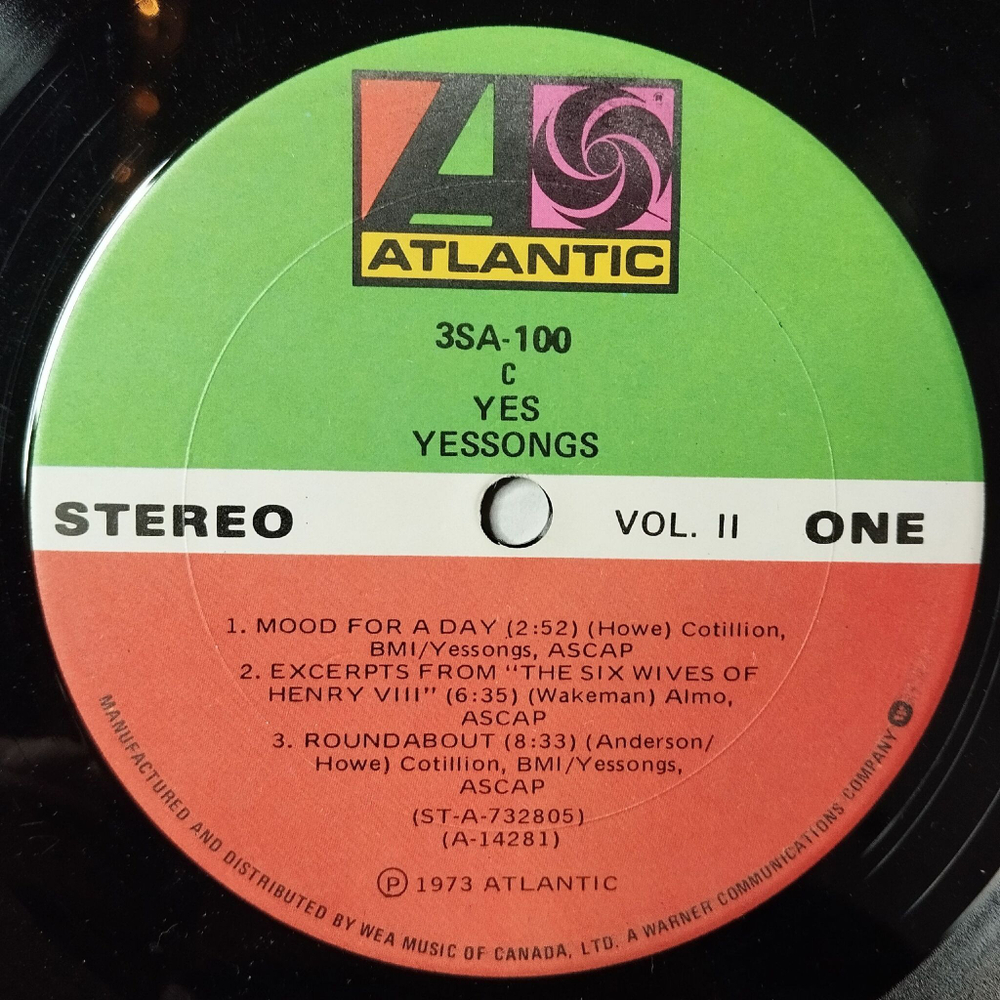 A
ATLANTIC
3SA-100
C
YES
YESSONGS
STEREO VOL. II ONE
1. MOOD FOR A DAY (2:52) (Howe) Cotillion,
BMI/Yessongs, ASCAP
2. EXCERPTS FROM "THE SIX WIVES OF
HENRY VIII" (6:35) (Wakeman) Almo,
ASCAP
3. ROUNDABOUT (8:33) (Anderson/
Howe) Cotillion, BMI/Yessongs,
ASCAP
(ST-A-732805)
(A-14281)
Ⓟ 1973 ATLANTIC
MANUFACTURED AND DISTRIBUTED BY WEA MUSIC OF CANADA, LTD. A WARNER COMMUNICATIONS COMPANY